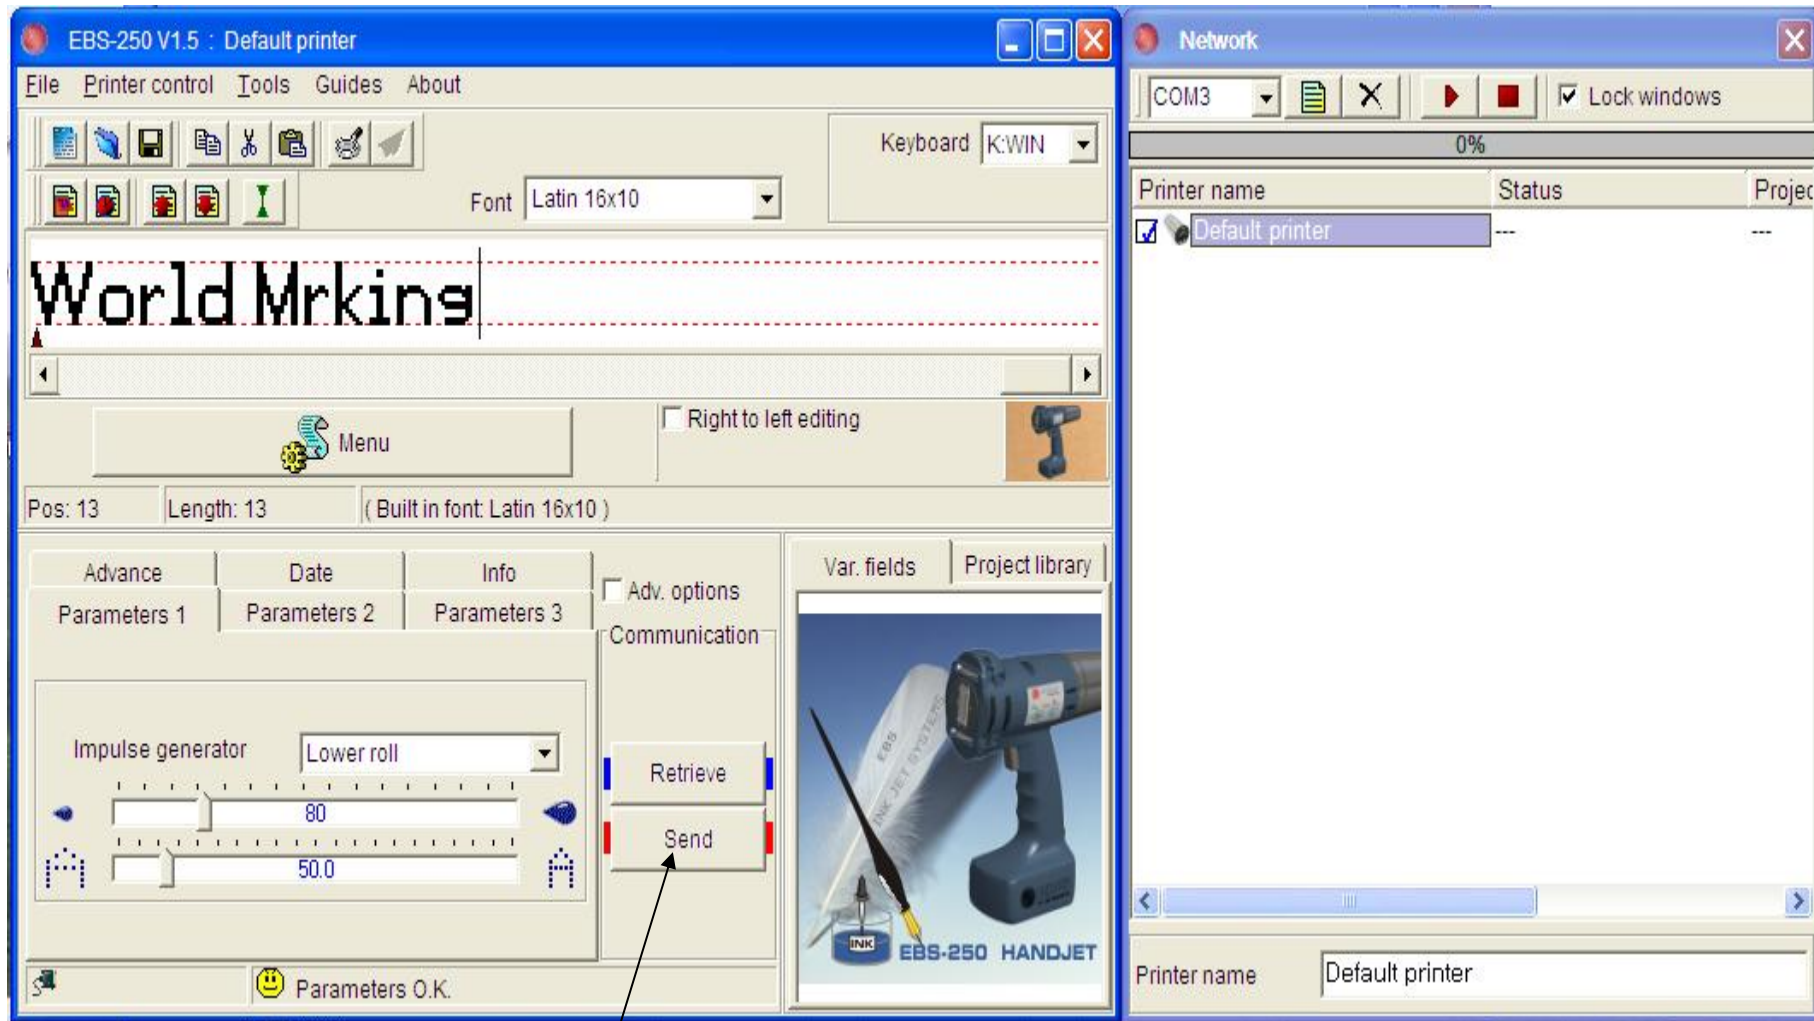 EBS-250 V1.5 : Default printer
File Printer control Tools Guides About
Keyboard K:WIN
Font Latin 16x10
World Mrking
Menu
Right to left editing
Pos: 13 Length: 13 ( Built in font: Latin 16x10 )
Advance Date Info
Parameters 1 Parameters 2 Parameters 3
Impulse generator Lower roll
80
50.0
Adv. options
Communication
Retrieve
Send
Parameters O.K.
Var. fields Project library
EBS
INK JET SYSTEMS
INK
EBS-250 HANDJET
Network
COM3 Lock windows
0%
Printer name Status Projec
Default printer --- ---
Printer name Default printer